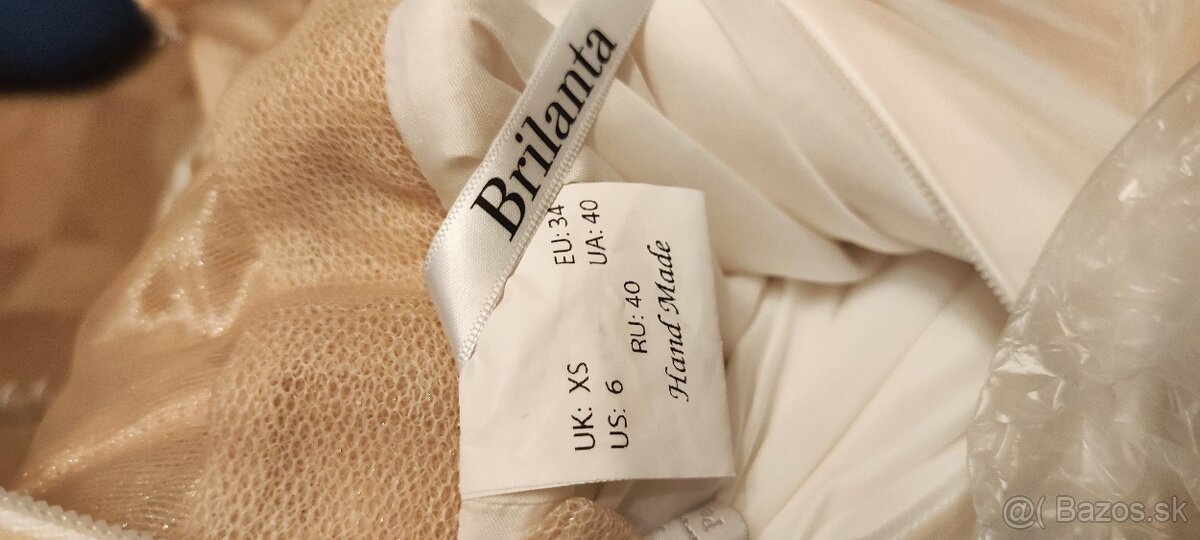 Brilanta
UK: XS EU: 34
US: 6 UA: 40
RU: 40
Hand Made
@( Bazos.sk